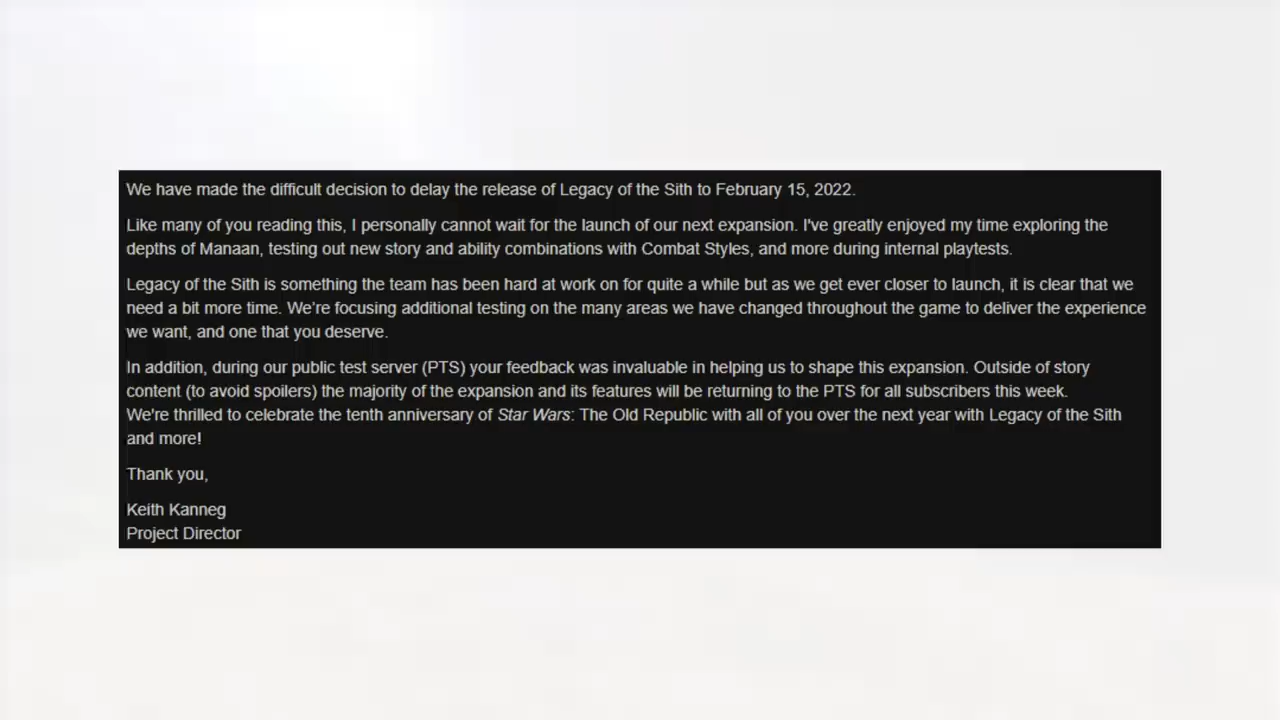 We have made the difficult decision to delay the release of Legacy of the Sith to February 15, 2022.
Like many of you reading this, I personally cannot wait for the launch of our next expansion. I've greatly enjoyed my time exploring the
depths of Manaan, testing out new story and ability combinations with Combat Styles, and more during internal playtests.
Legacy of the Sith is something the team has been hard at work on for quite a while but as we get ever closer to launch, it is clear that we
need a bit more time. We're focusing additional testing on the many areas we have changed throughout the game to deliver the experience
we want, and one that you deserve.
In addition, during our public test server (PTS) your feedback was invaluable in helping us to shape this expansion. Outside of story
content (to avoid spoilers) the majority of the expansion and its features will be returning to the PTS for all subscribers this week.
We're thrilled to celebrate the tenth anniversary of Star Wars: The Old Republic with all of you over the next year with Legacy of the Sith
and more!
Thank you,
Keith Kanneg
Project Director